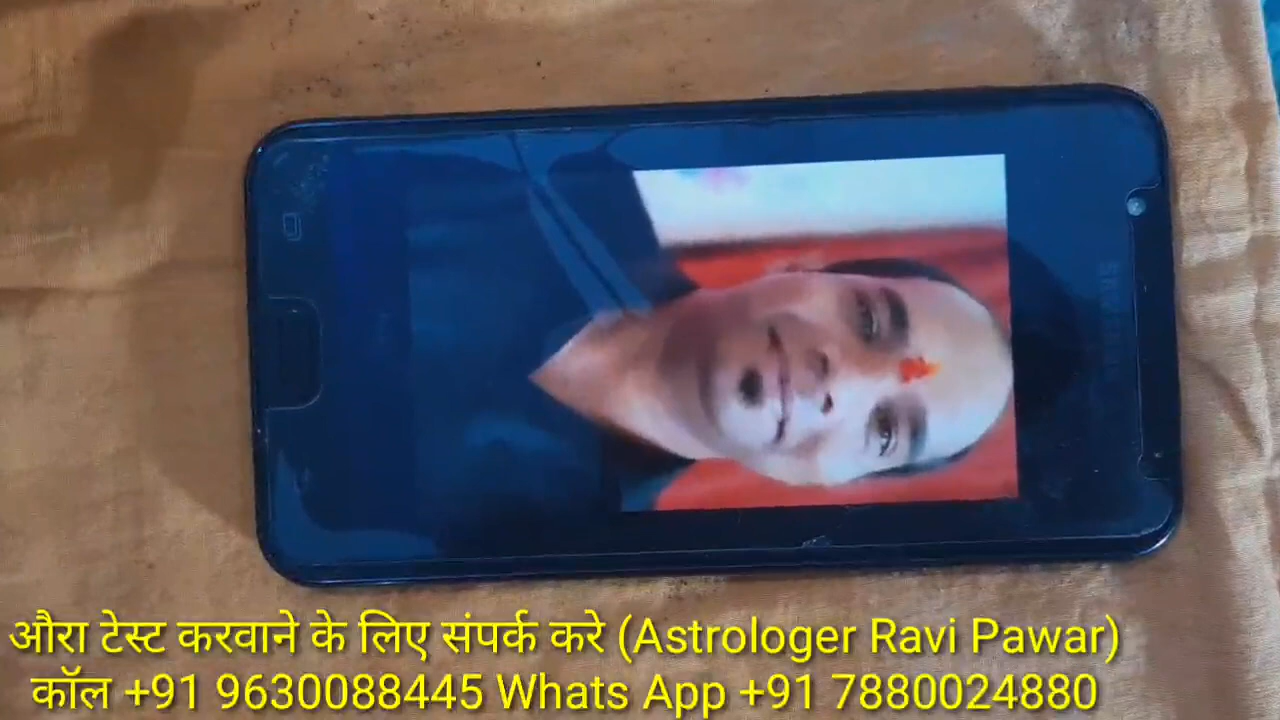 औरा टेस्ट करवाने के लिए संपर्क करे (Astrologer Ravi Pawar)
कॉल +91 9630088445 Whats App +91 7880024880